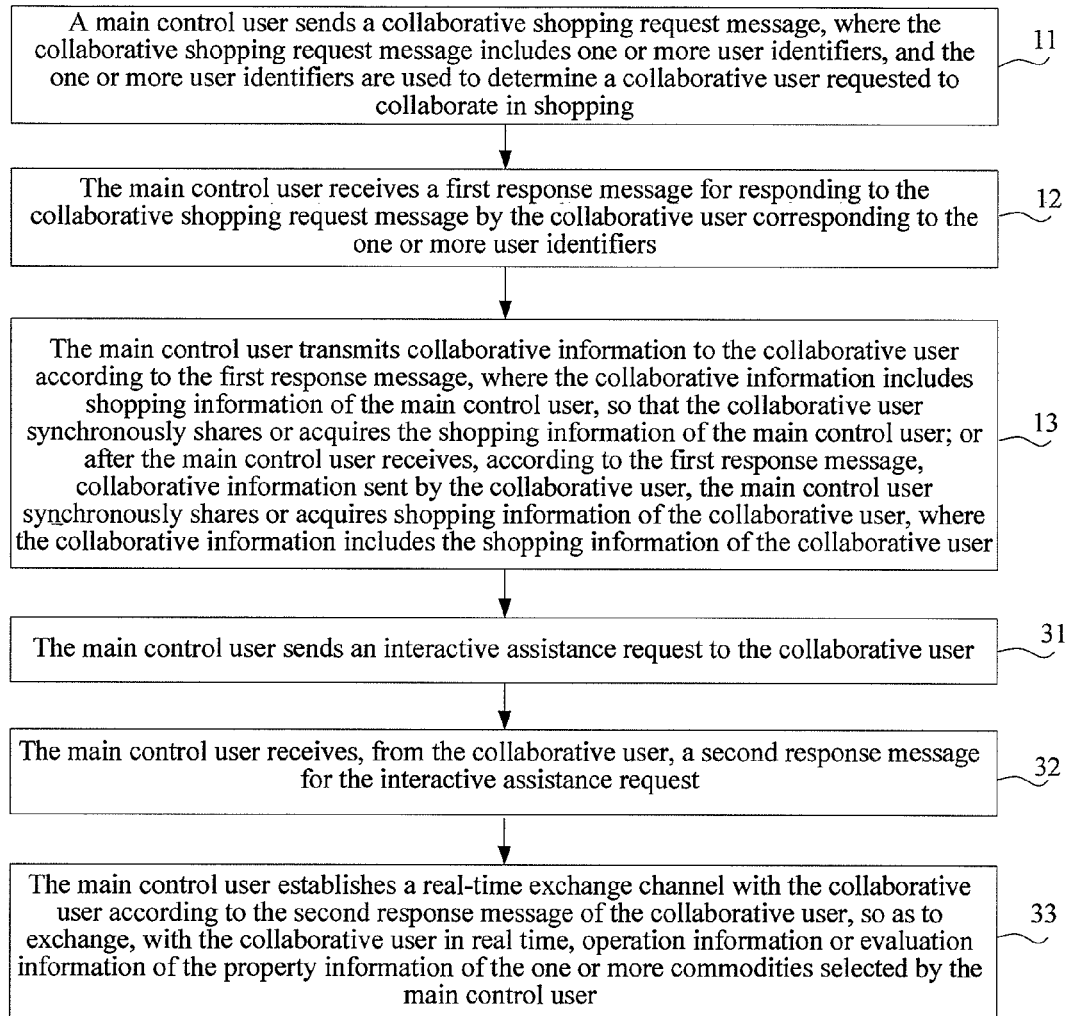 A main control user sends a collaborative shopping request message, where the
collaborative shopping request message includes one or more user identifiers, and the
one or more user identifiers are used to determine a collaborative user requested to
collaborate in shopping
11
The main control user receives a first response message for responding to the
collaborative shopping request message by the collaborative user corresponding to the
one or more user identifiers
12
The main control user transmits collaborative information to the collaborative user
according to the first response message, where the collaborative information includes
shopping information of the main control user, so that the collaborative user
synchronously shares or acquires the shopping information of the main control user; or
after the main control user receives, according to the first response message,
collaborative information sent by the collaborative user, the main control user
synchronously shares or acquires shopping information of the collaborative user, where
the collaborative information includes the shopping information of the collaborative user
13
The main control user sends an interactive assistance request to the collaborative user
31
The main control user receives, from the collaborative user, a second response message
for the interactive assistance request
32
The main control user establishes a real-time exchange channel with the collaborative
user according to the second response message of the collaborative user, so as to
exchange, with the collaborative user in real time, operation information or evaluation
information of the property information of the one or more commodities selected by the
main control user
33